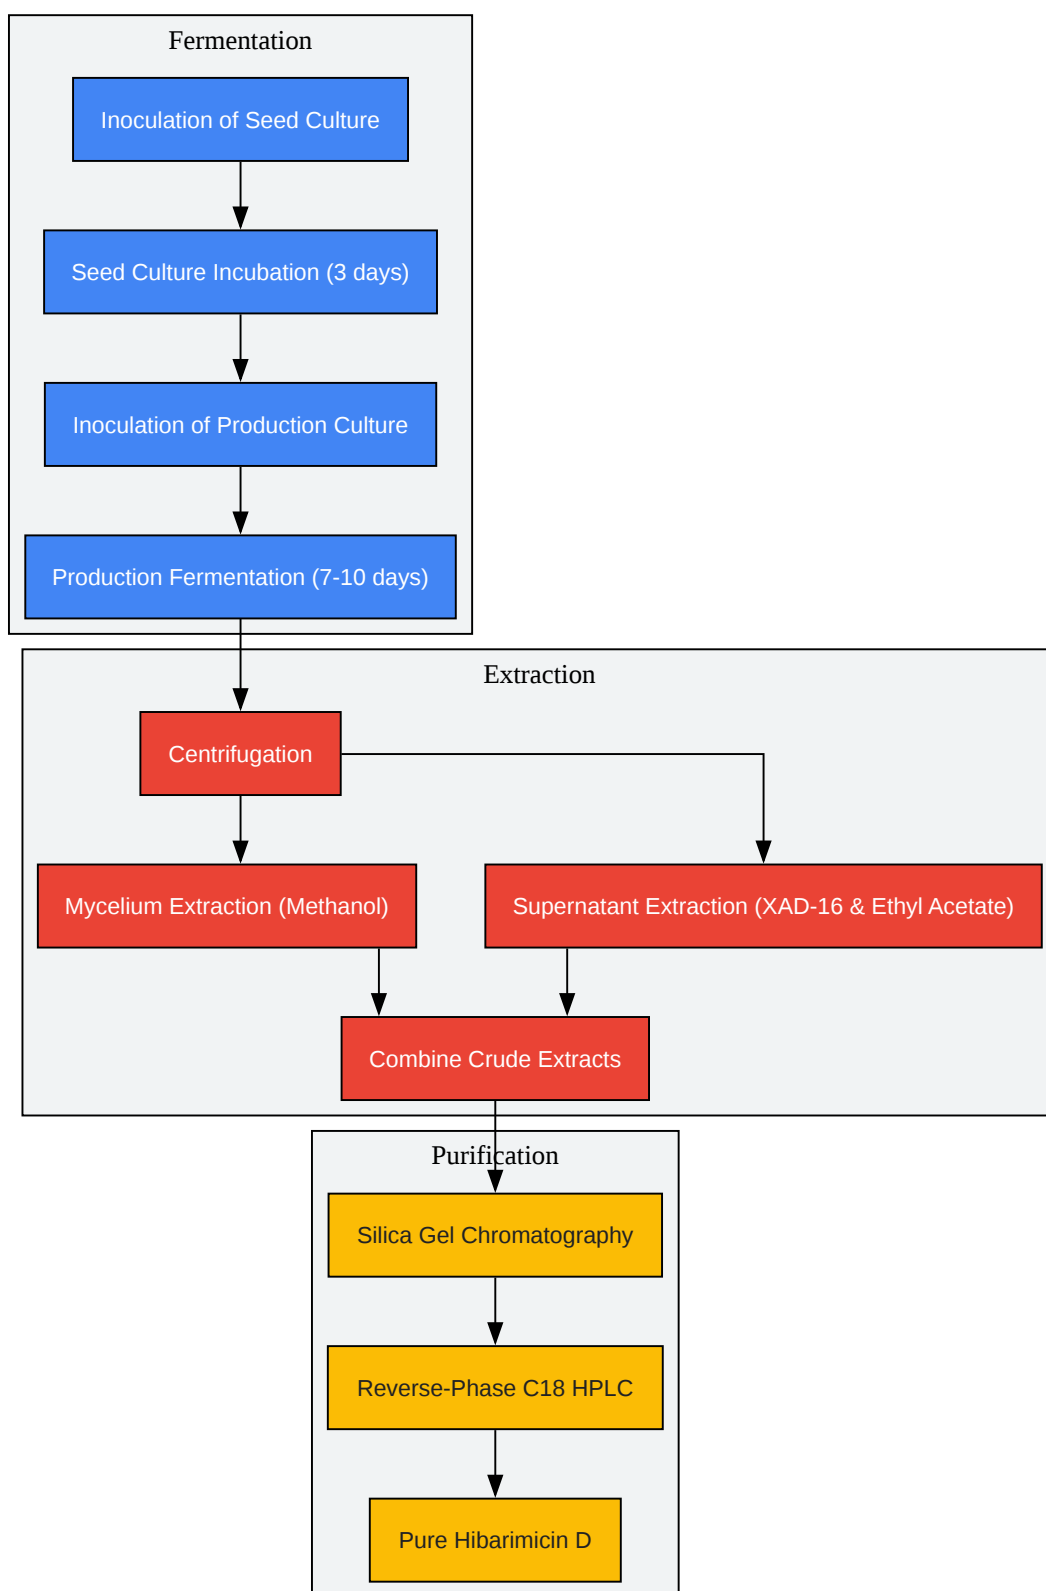 Fermentation
Inoculation of Seed Culture
Seed Culture Incubation (3 days)
Inoculation of Production Culture
Production Fermentation (7-10 days)
Extraction
Centrifugation
Mycelium Extraction (Methanol)
Supernatant Extraction (XAD-16 & Ethyl Acetate)
Combine Crude Extracts
Purification
Silica Gel Chromatography
Reverse-Phase C18 HPLC
Pure Hibarimicin D